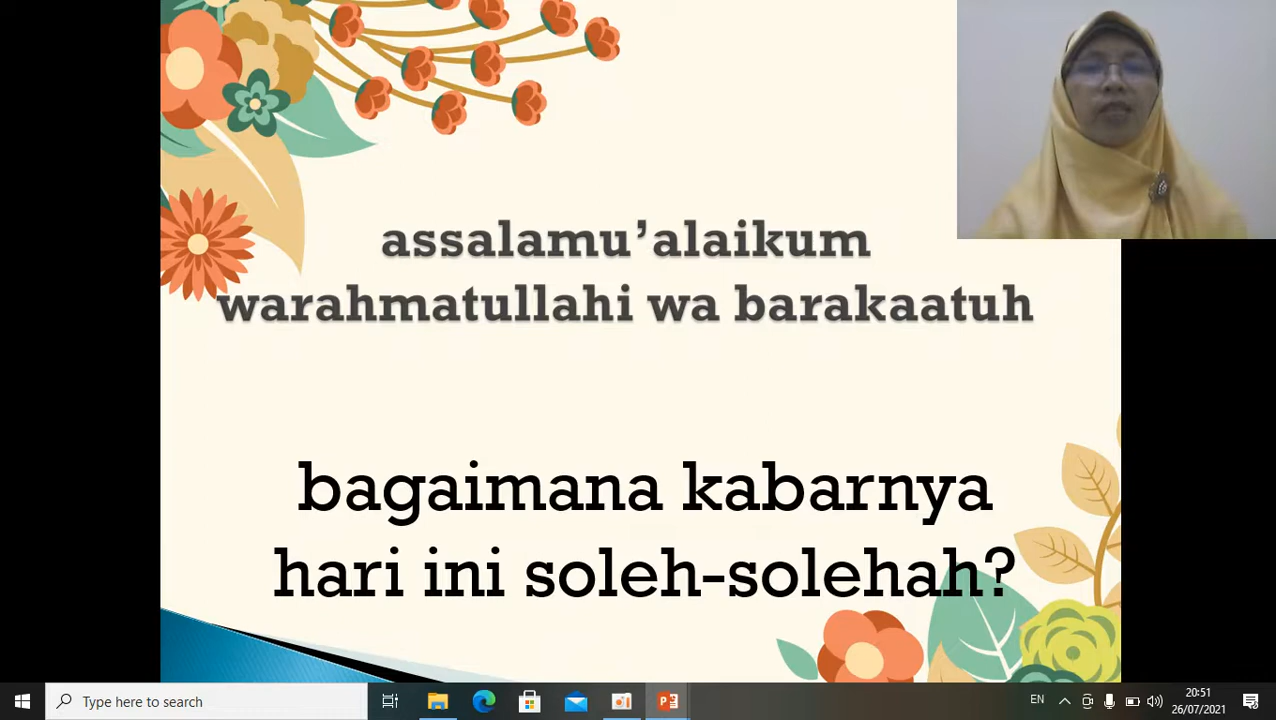 assalamu’alaikum
warahmatullahi wa barakaatuh
bagaimana kabarnya
hari ini soleh-solehah?
Type here to search
EN
20:51
26/07/2021